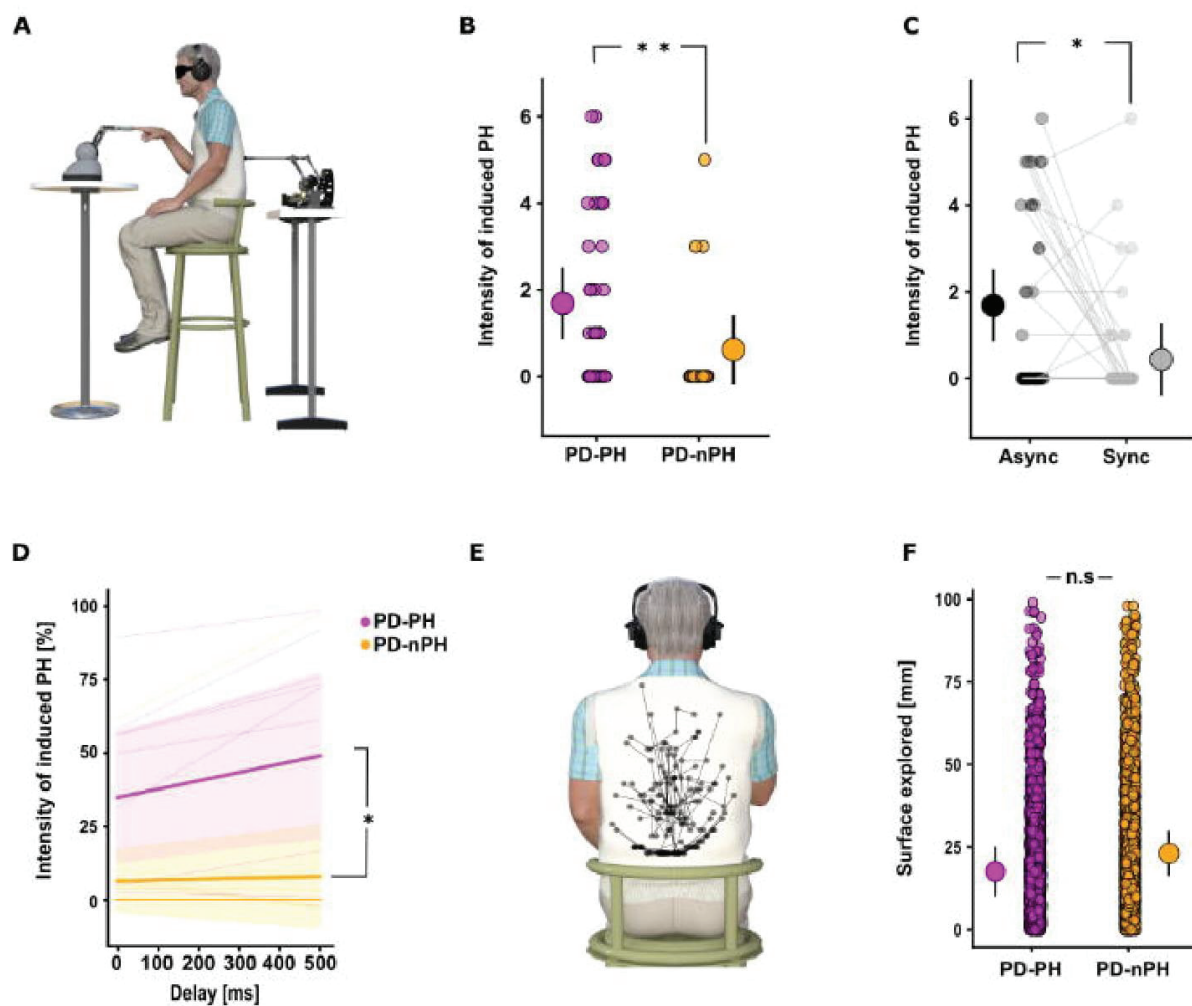 A
B
* *
Intensity of induced PH
6
4
2
0
PD-PH PD-nPH
C
*
Intensity of induced PH
6
4
2
0
Async Sync
D
Intensity of induced PH [%]
100
75
50
25
0
0 100 200 300 400 500
Delay [ms]
PD-PH
PD-nPH
*
E
F
n.s
Surface explored [mm]
100
75
50
25
0
PD-PH PD-nPH